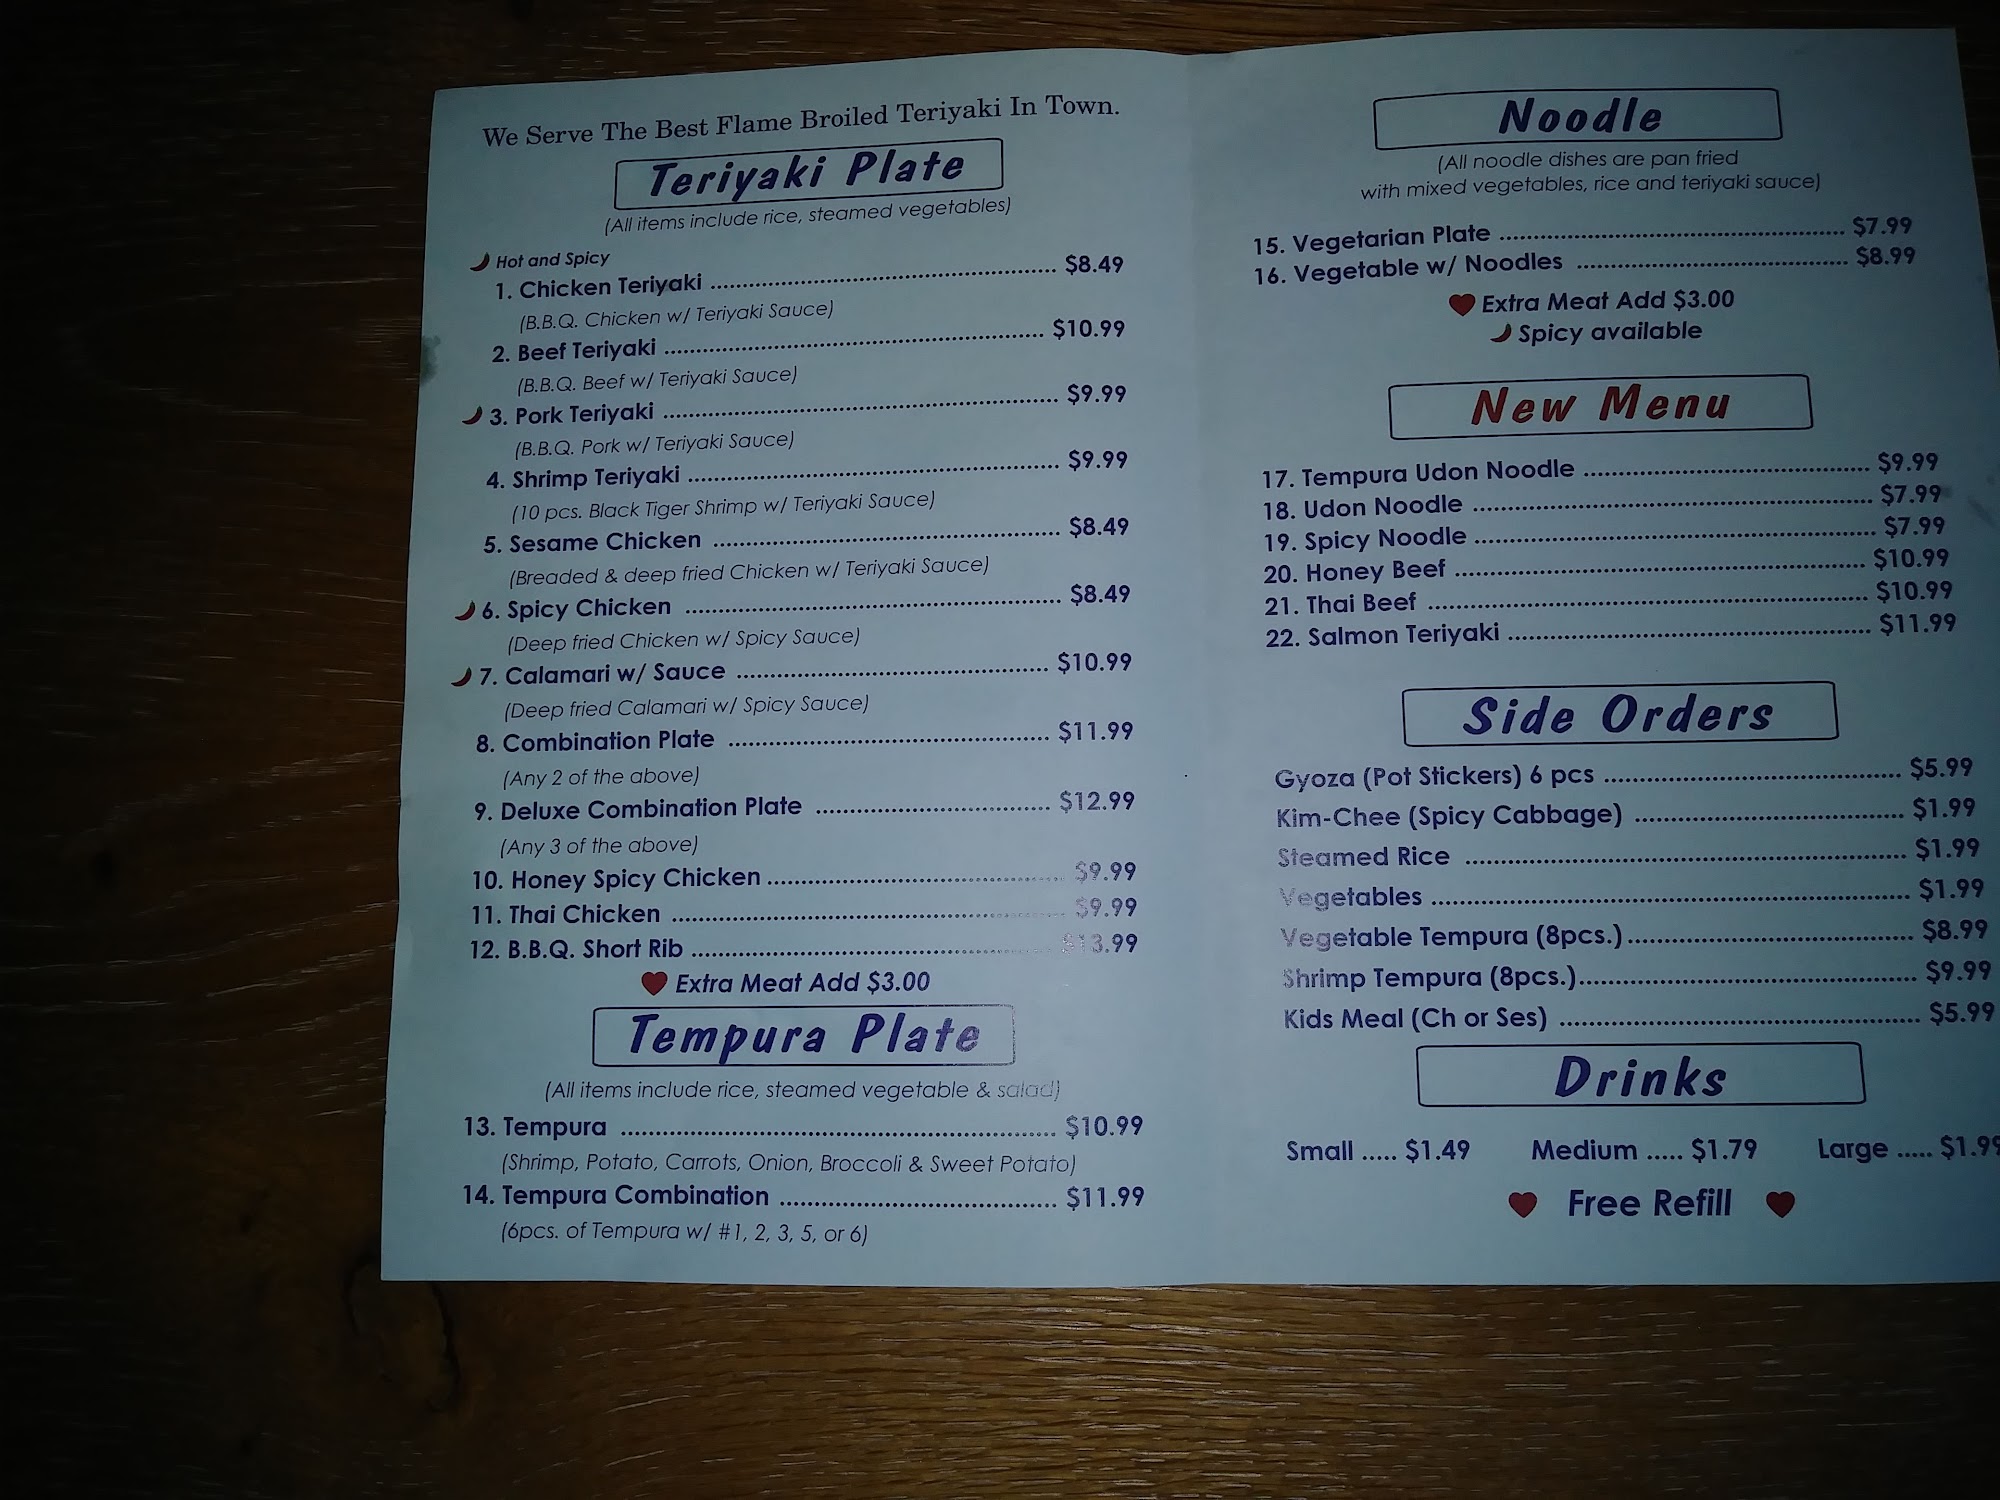 We Serve The Best Flame Broiled Teriyaki In Town.
Teriyaki Plate
(All items include rice, steamed vegetables)
Hot and Spicy
1. Chicken Teriyaki ........ $8.49
(B.B.Q. Chicken w/ Teriyaki Sauce)
2. Beef Teriyaki ........ $10.99
(B.B.Q. Beef w/ Teriyaki Sauce)
3. Pork Teriyaki ........ $9.99
(B.B.Q. Pork w/ Teriyaki Sauce)
4. Shrimp Teriyaki ........ $9.99
(10 pcs. Black Tiger Shrimp w/ Teriyaki Sauce)
5. Sesame Chicken ........ $8.49
(Breaded & deep fried Chicken w/ Teriyaki Sauce)
6. Spicy Chicken ........ $8.49
(Deep fried Chicken w/ Spicy Sauce)
7. Calamari w/ Sauce ........ $10.99
(Deep fried Calamari w/ Spicy Sauce)
8. Combination Plate ........ $11.99
(Any 2 of the above)
9. Deluxe Combination Plate ........ $12.99
(Any 3 of the above)
10. Honey Spicy Chicken ........ $9.99
11. Thai Chicken ........ $9.99
12. B.B.Q. Short Rib ........ $13.99
Extra Meat Add $3.00
Tempura Plate
(All items include rice, steamed vegetable & salad)
13. Tempura ........ $10.99
(Shrimp, Potato, Carrots, Onion, Broccoli & Sweet Potato)
14. Tempura Combination ........ $11.99
(6pcs. of Tempura w/ #1, 2, 3, 5, or 6)
Noodle
(All noodle dishes are pan fried
with mixed vegetables, rice and teriyaki sauce)
15. Vegetarian Plate ........ $7.99
16. Vegetable w/ Noodles ........ $8.99
Extra Meat Add $3.00
Spicy available
New Menu
17. Tempura Udon Noodle ........ $9.99
18. Udon Noodle ........ $7.99
19. Spicy Noodle ........ $7.99
20. Honey Beef ........ $10.99
21. Thai Beef ........ $10.99
22. Salmon Teriyaki ........ $11.99
Side Orders
Gyoza (Pot Stickers) 6 pcs ........ $5.99
Kim-Chee (Spicy Cabbage) ........ $1.99
Steamed Rice ........ $1.99
Vegetables ........ $1.99
Vegetable Tempura (8pcs.) ........ $8.99
Shrimp Tempura (8pcs.) ........ $9.99
Kids Meal (Ch or Ses) ........ $5.99
Drinks
Small ..... $1.49 Medium ..... $1.79 Large ..... $1.99
Free Refill